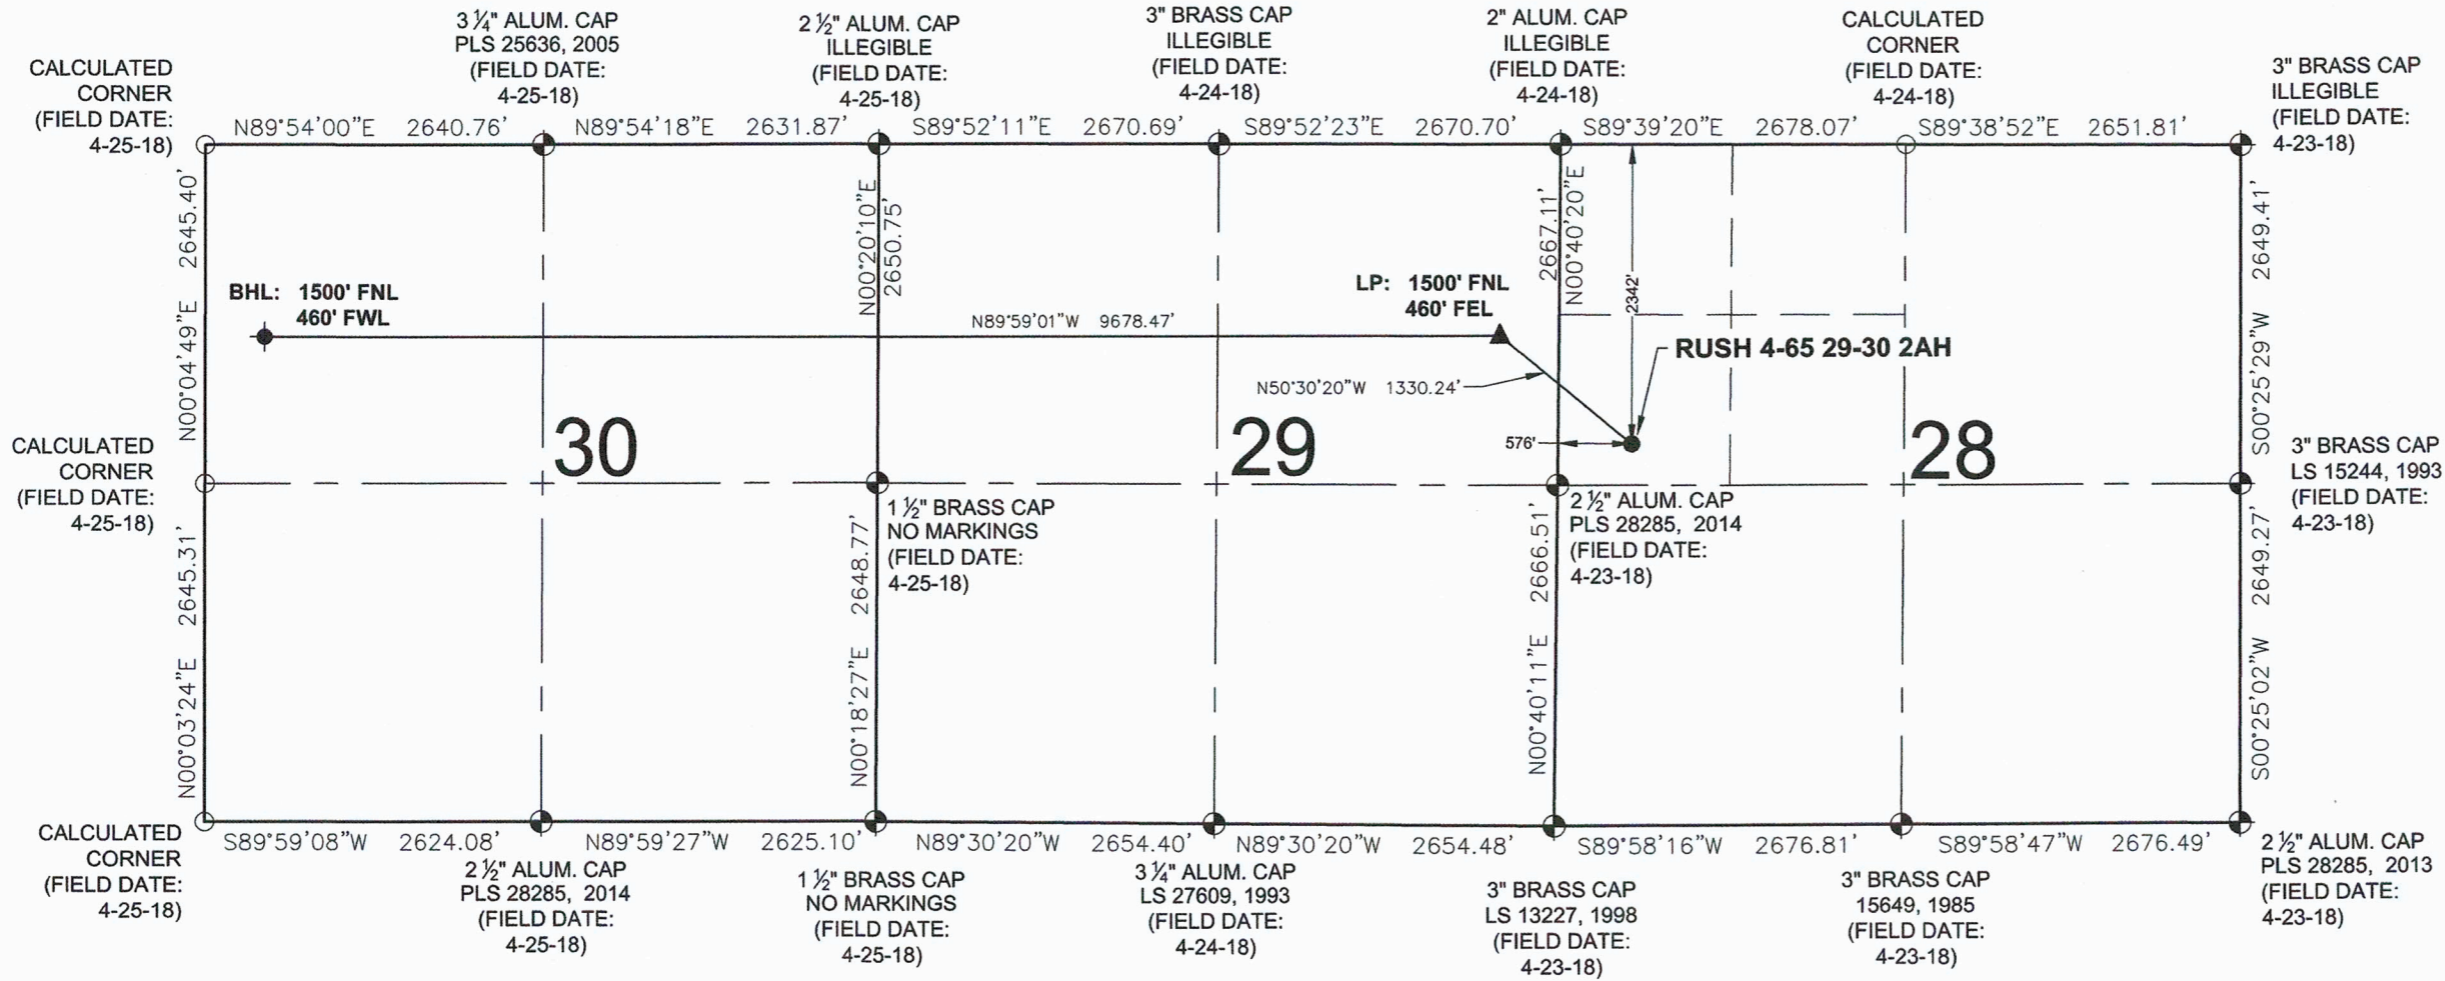 3 ¼" ALUM. CAP
PLS 25636, 2005
(FIELD DATE:
4-25-18)
2 ½" ALUM. CAP
ILLEGIBLE
(FIELD DATE:
4-25-18)
3" BRASS CAP
ILLEGIBLE
(FIELD DATE:
4-24-18)
2" ALUM. CAP
ILLEGIBLE
(FIELD DATE:
4-24-18)
CALCULATED
CORNER
(FIELD DATE:
4-24-18)
CALCULATED
CORNER
(FIELD DATE:
4-25-18)
3" BRASS CAP
ILLEGIBLE
(FIELD DATE:
4-23-18)
N89°54'00"E 2640.76'
N89°54'18"E 2631.87'
S89°52'11"E 2670.69'
S89°52'23"E 2670.70'
S89°39'20"E 2678.07'
S89°38'52"E 2651.81'
N00°04'49"E 2645.40'
N00°20'10"E
2650.75'
2667.11'
N00°40'20"E
2342'
S00°25'29"W 2649.41'
BHL: 1500' FNL
460' FWL
LP: 1500' FNL
460' FEL
N89°59'01"W 9678.47'
RUSH 4-65 29-30 2AH
N50°30'20"W 1330.24'
576'
30
29
28
CALCULATED
CORNER
(FIELD DATE:
4-25-18)
1 ½" BRASS CAP
NO MARKINGS
(FIELD DATE:
4-25-18)
2 ½" ALUM. CAP
PLS 28285, 2014
(FIELD DATE:
4-23-18)
3" BRASS CAP
LS 15244, 1993
(FIELD DATE:
4-23-18)
N00°03'24"E 2645.31'
N00°18'27"E 2648.77'
N00°40'11"E 2666.51'
S00°25'02"W 2649.27'
S89°59'08"W 2624.08'
N89°59'27"W 2625.10'
N89°30'20"W 2654.40'
N89°30'20"W 2654.48'
S89°58'16"W 2676.81'
S89°58'47"W 2676.49'
CALCULATED
CORNER
(FIELD DATE:
4-25-18)
2 ½" ALUM. CAP
PLS 28285, 2014
(FIELD DATE:
4-25-18)
1 ½" BRASS CAP
NO MARKINGS
(FIELD DATE:
4-25-18)
3 ¼" ALUM. CAP
LS 27609, 1993
(FIELD DATE:
4-24-18)
3" BRASS CAP
LS 13227, 1998
(FIELD DATE:
4-23-18)
3" BRASS CAP
15649, 1985
(FIELD DATE:
4-23-18)
2 ½" ALUM. CAP
PLS 28285, 2013
(FIELD DATE:
4-23-18)